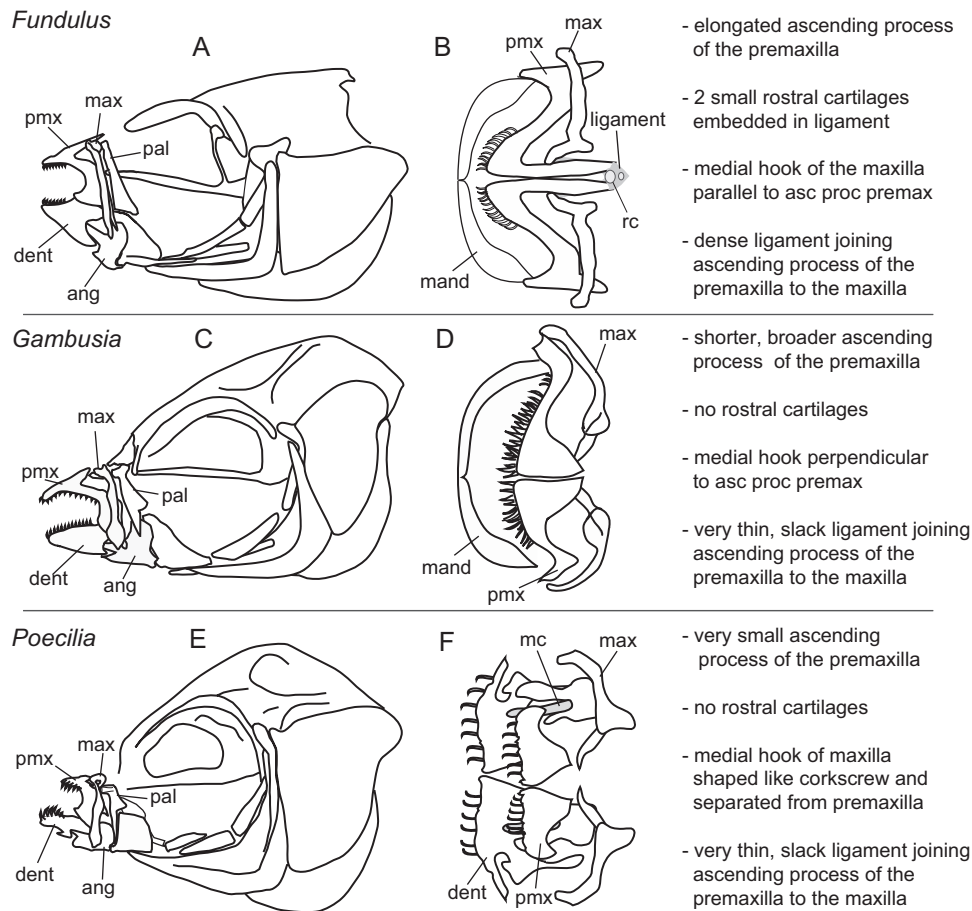 Fundulus
A
max
pmx
pal
dent
ang
B
max
pmx
ligament
rc
mand
- elongated ascending process
of the premaxilla
- 2 small rostral cartilages
embedded in ligament
- medial hook of the maxilla
parallel to asc proc premax
- dense ligament joining
ascending process of the
premaxilla to the maxilla
Gambusia
C
max
pmx
pal
dent
ang
D
max
mand
pmx
- shorter, broader ascending
process of the premaxilla
- no rostral cartilages
- medial hook perpendicular
to asc proc premax
- very thin, slack ligament joining
ascending process of the
premaxilla to the maxilla
Poecilia
E
max
pmx
pal
dent
ang
F
mc
max
dent
pmx
- very small ascending
process of the premaxilla
- no rostral cartilages
- medial hook of maxilla
shaped like corkscrew and
separated from premaxilla
- very thin, slack ligament joining
ascending process of the
premaxilla to the maxilla